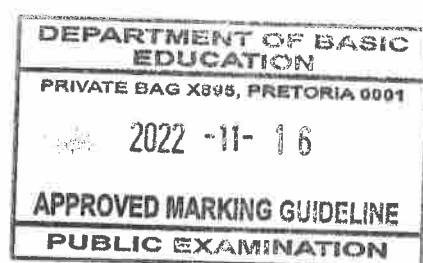 DEPARTMENT OF BASIC
EDUCATION
PRIVATE BAG X895, PRETORIA 0001
2022 -11- 16
APPROVED MARKING GUIDELINE
PUBLIC EXAMINATION